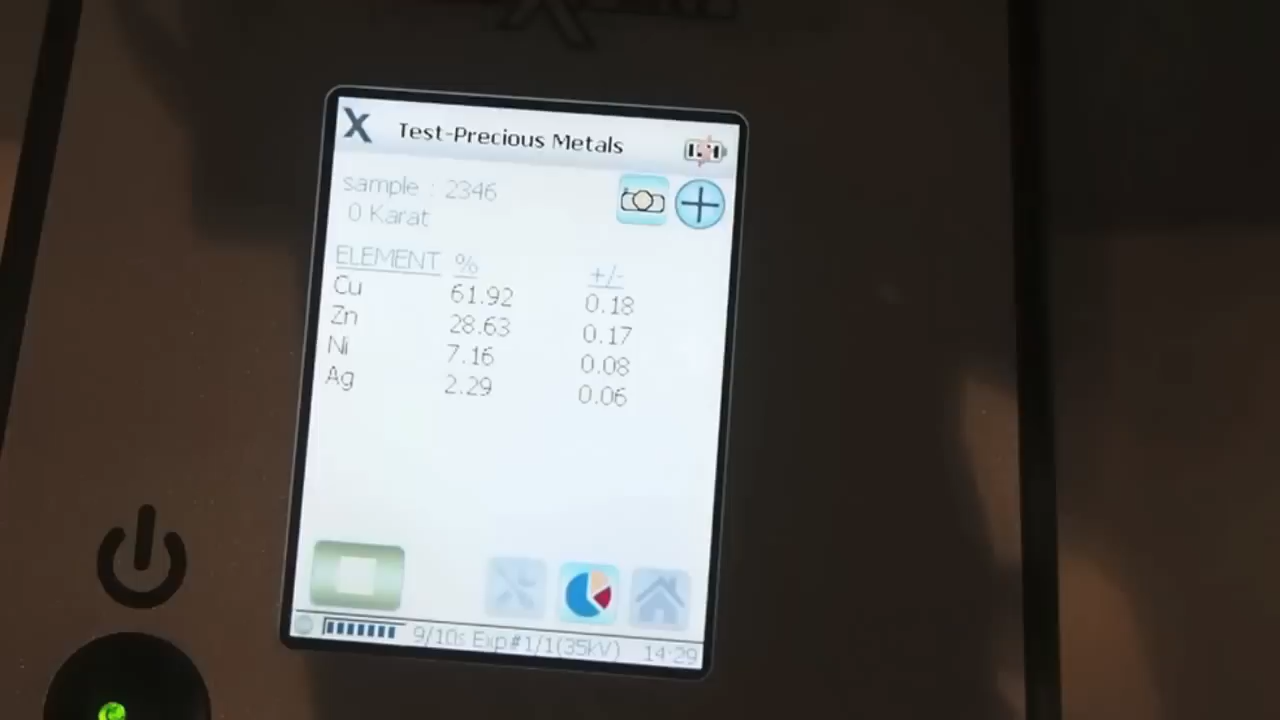 X Test-Precious Metals
sample : 2346
0 Karat
ELEMENT % +/-
Cu 61.92 0.18
Zn 28.63 0.17
Ni 7.16 0.08
Ag 2.29 0.06
9/10s Exp#1/1(35kV) 14:29